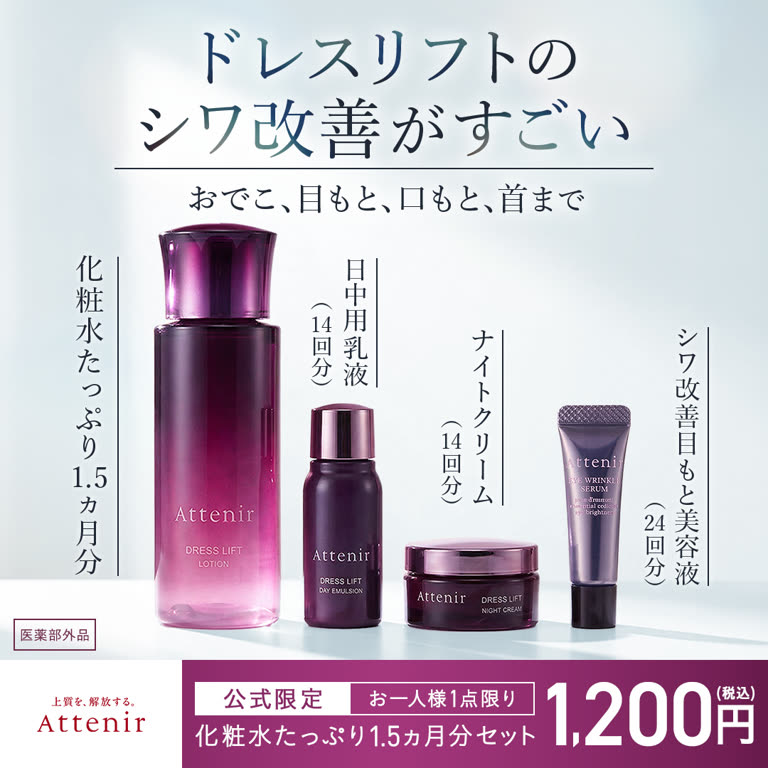 ドレスリフトの
シワ改善がすごい
おでこ、目もと、口もと、首まで
化粧水たっぷり1.5ヵ月分
日中用乳液
(14回分)
ナイトクリーム
(14回分)
シワ改善目もと美容液
(24回分)
Attenir
DRESS LIFT
LOTION
Attenir
DRESS LIFT
DAY EMULSION
Attenir
DRESS LIFT
NIGHT CREAM
Attenir
EYE WRINKLE
SERUM
医薬部外品
上質を、解放する。
Attenir
公式限定
お一人様1点限り
化粧水たっぷり1.5ヵ月分セット
1,200円
(税込)